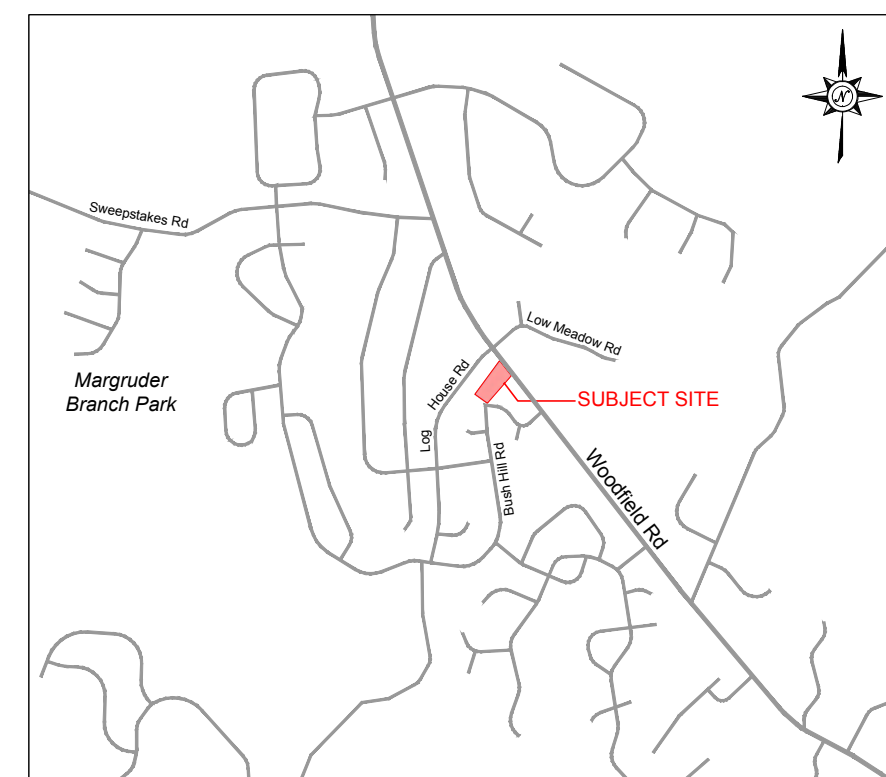 N
Sweepstakes Rd
Low Meadow Rd
Margruder
Branch Park
Log House Rd
SUBJECT SITE
Bush Hill Rd
Woodfield Rd